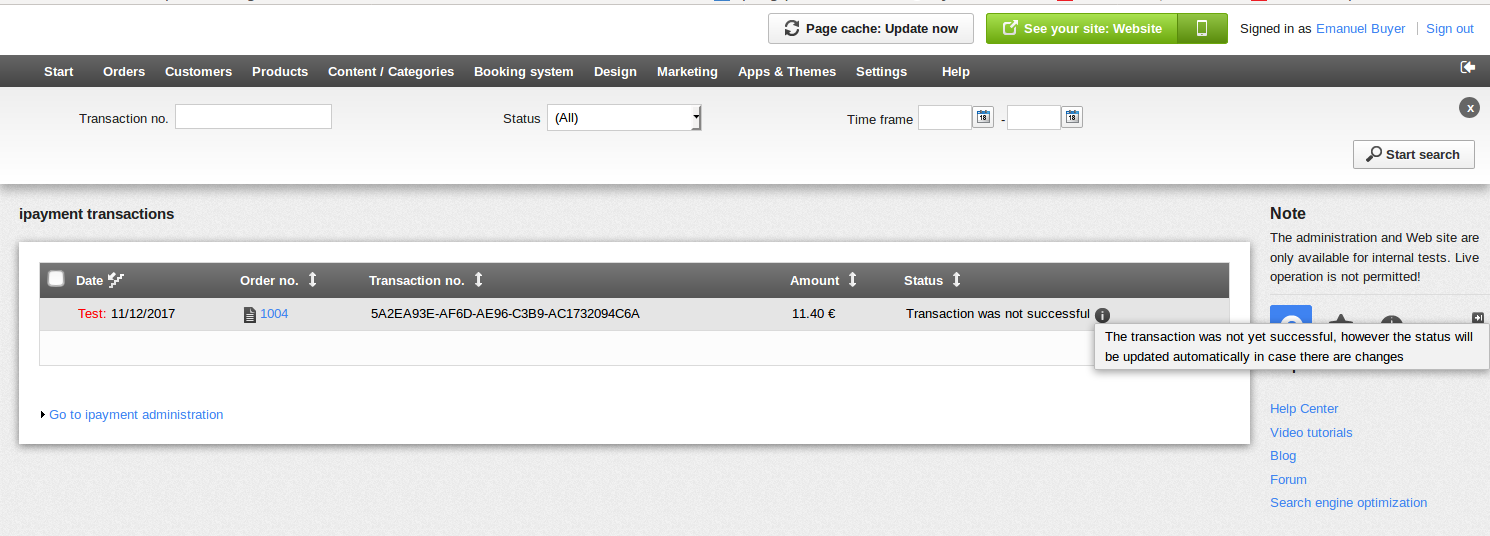 Page cache: Update now
See your site: Website
Signed in as Emanuel Buyer
Sign out
Start Orders Customers Products Content / Categories Booking system Design Marketing Apps & Themes Settings Help
x
Transaction no.
Status (All)
Time frame 18 - 18
Start search
ipayment transactions
Date Order no. Transaction no. Amount Status
Test: 11/12/2017 1004 5A2EA93E-AF6D-AE96-C3B9-AC1732094C6A 11.40 € Transaction was not successful i
The transaction was not yet successful, however the status will
be updated automatically in case there are changes
Go to ipayment administration
Note
The administration and Web site are
only available for internal tests. Live
operation is not permitted!
Help Center
Video tutorials
Blog
Forum
Search engine optimization